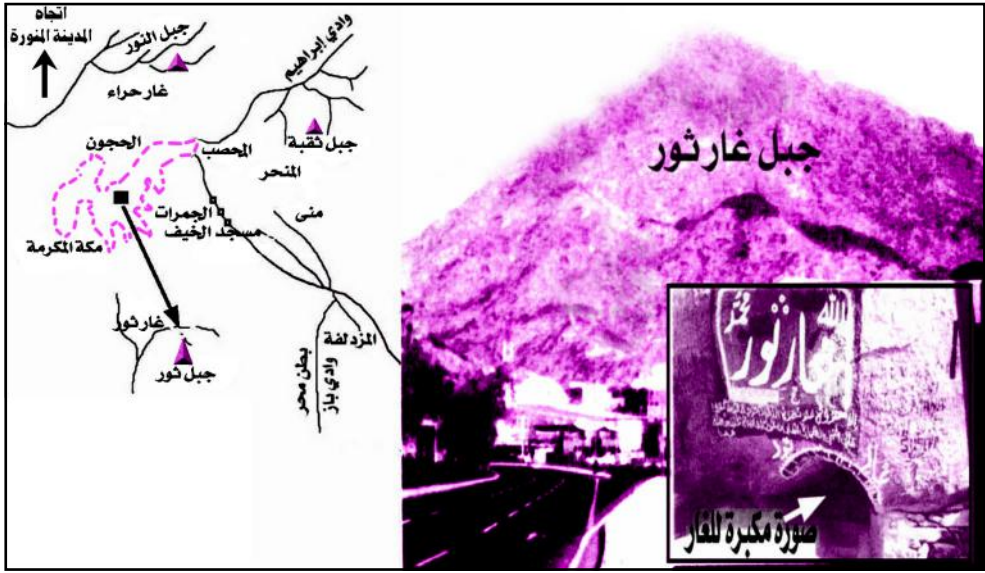 اتجاه
المدينة المنورة
جبل النور
غار حراء
وادي إبراهيم
جبل ثقبة
المنحر
المحصب
الحجون
الجمرات
مسجد الخيف
منى
مكة المكرمة
غار ثور
جبل ثور
المزدلفة
بطن محر
وادي باز
جبل غار ثور
الله
محمد
غار ثور
صورة مكبرة للغار